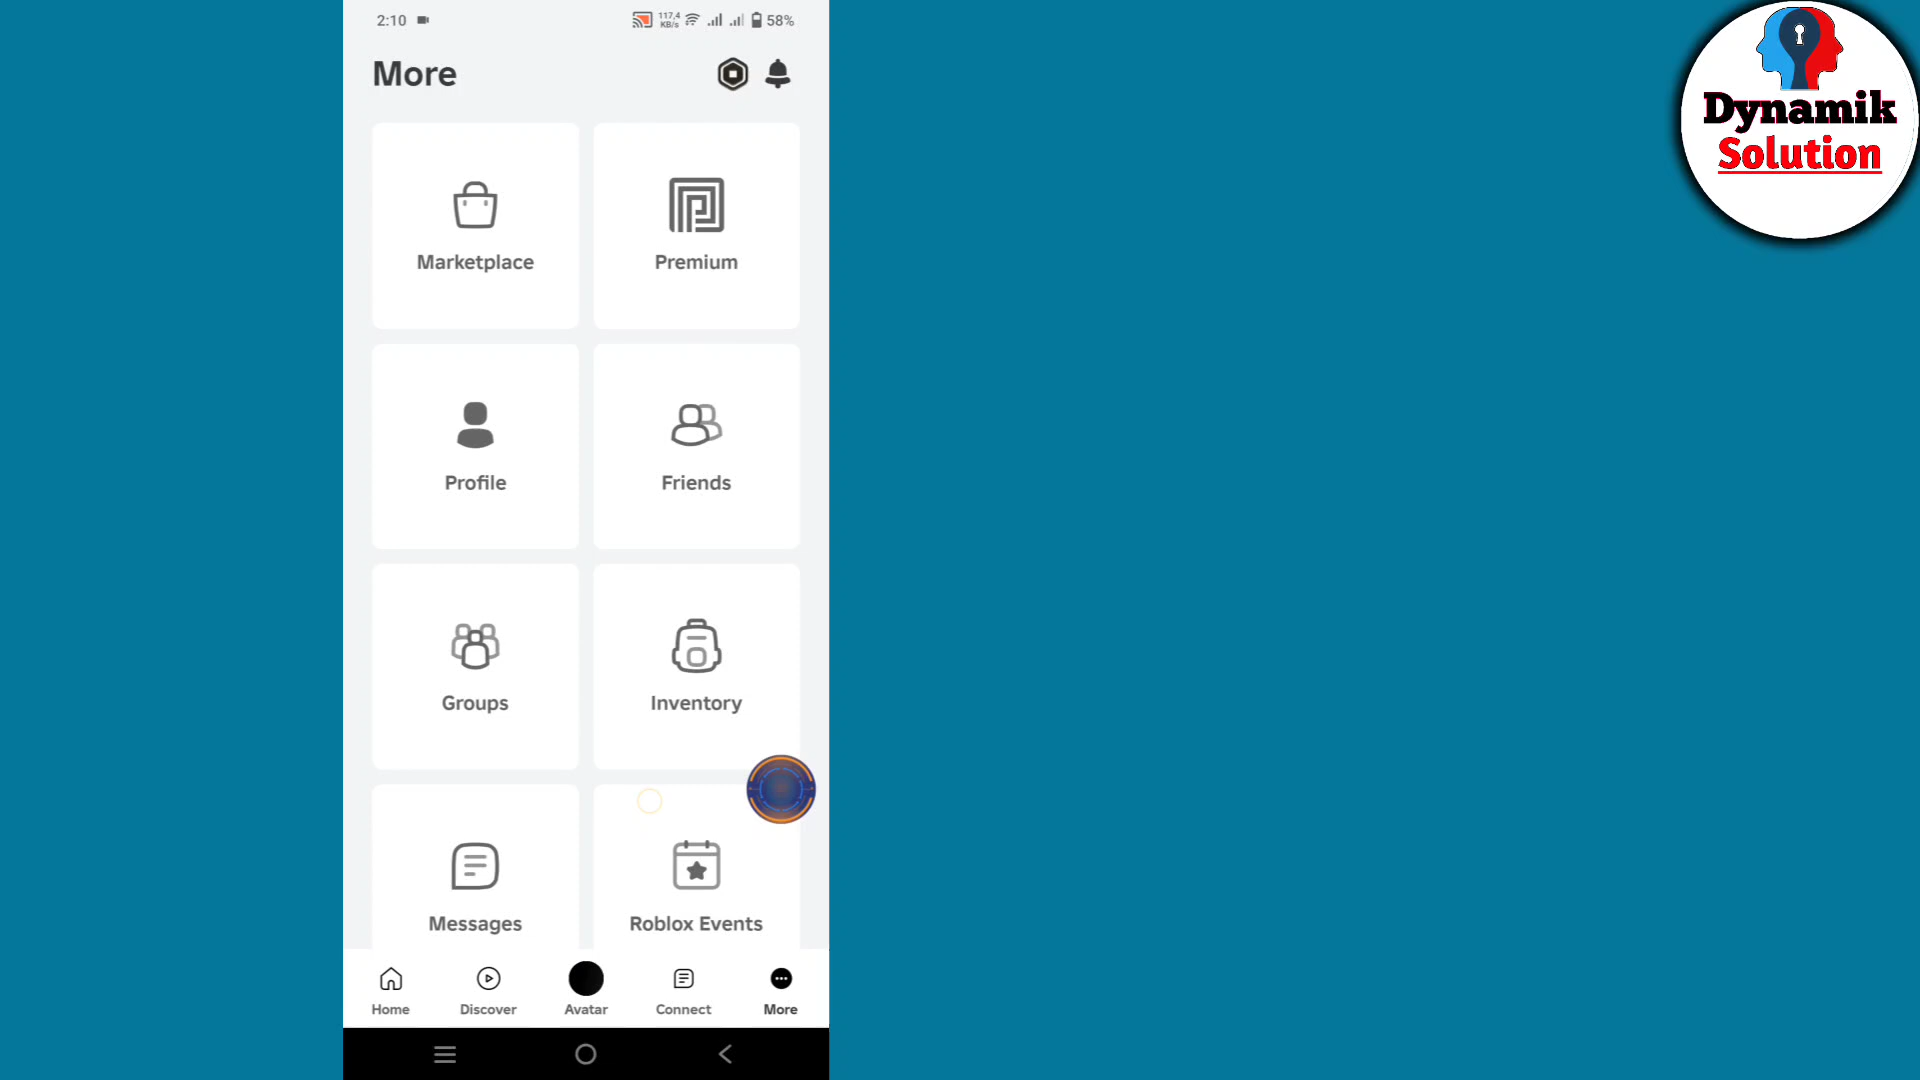 2:10
117,4
KB/s
58%
More
Marketplace
Premium
Profile
Friends
Groups
Inventory
Messages
Roblox Events
Home
Discover
Avatar
Connect
More
Dynamik
Solution